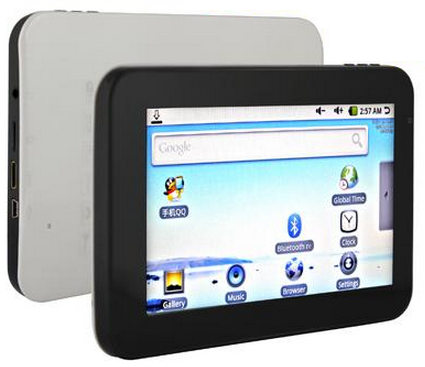 2:57 AM
Google
手机QQ
Global Time
Bluetooth
Clock
Gallery
Music
Browser
Settings